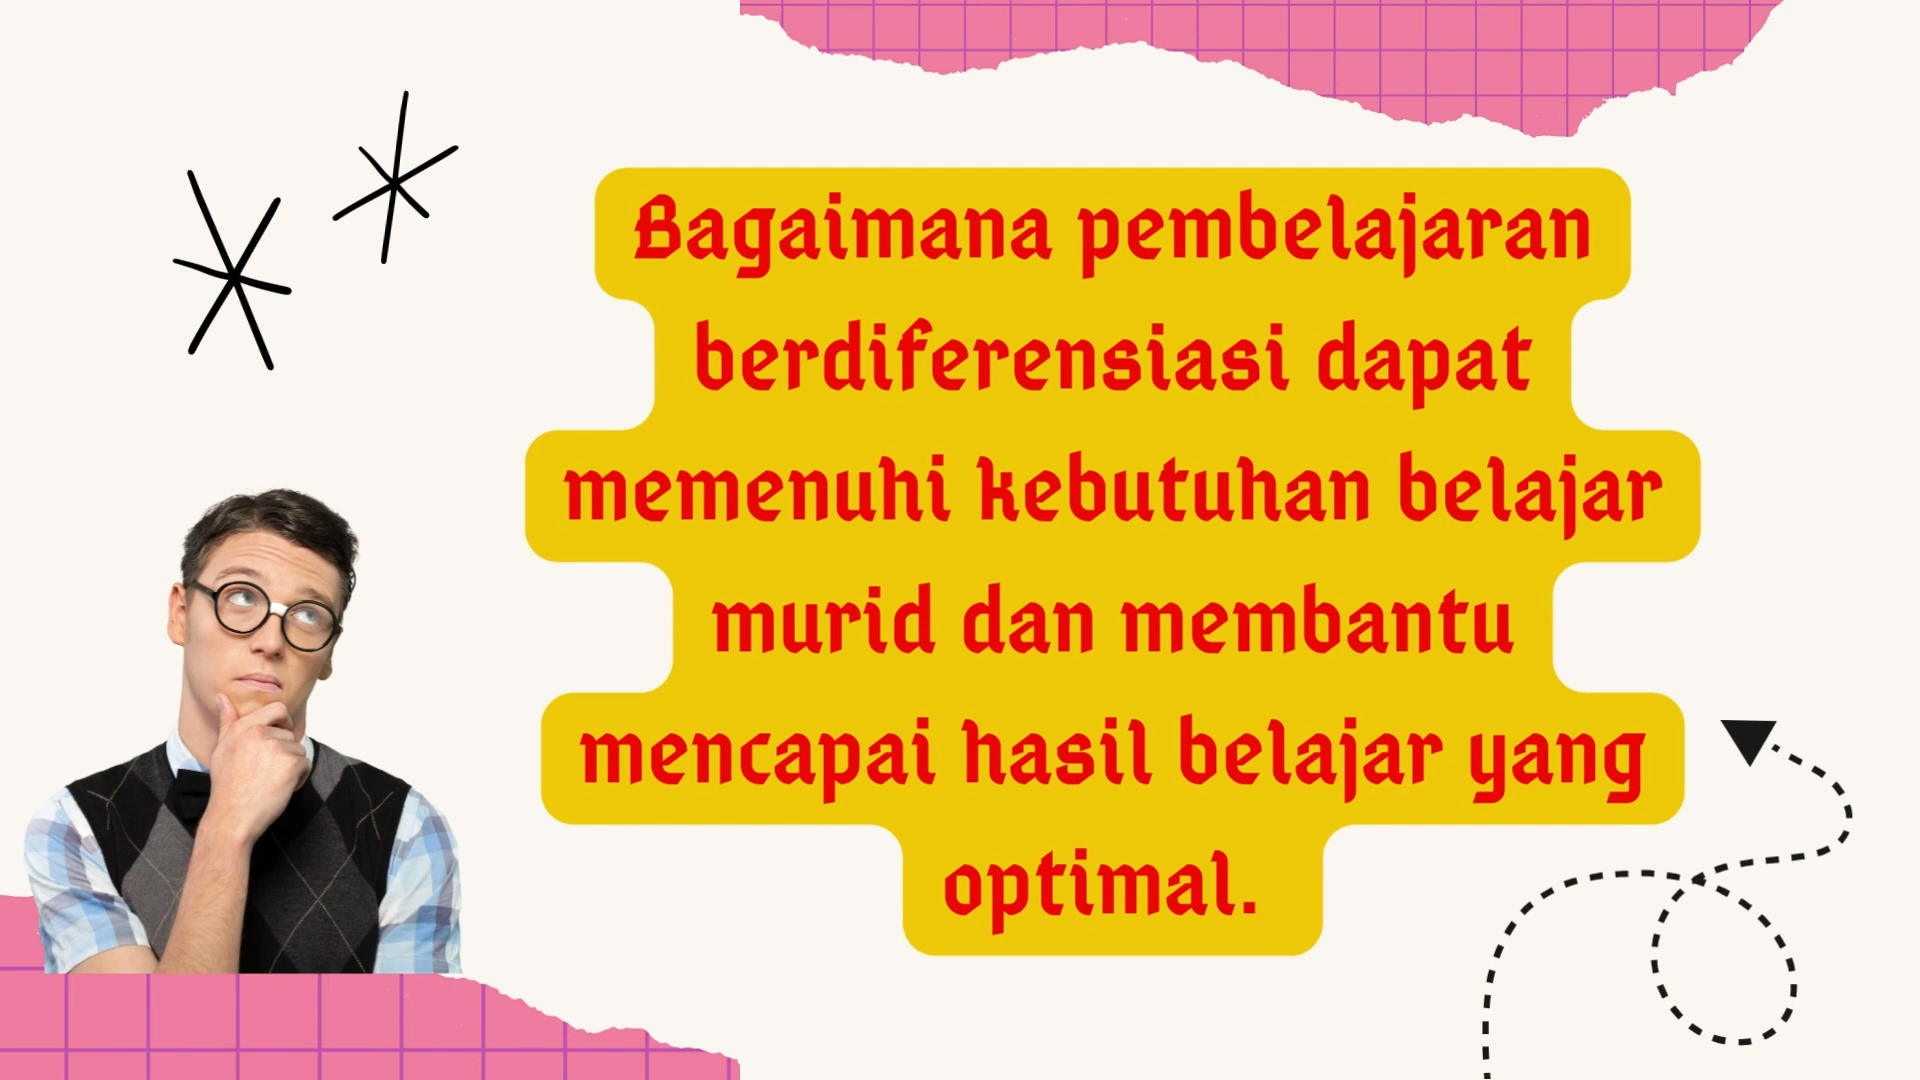 Bagaimana pembelajaran
berdiferensiasi dapat
memenuhi kebutuhan belajar
murid dan membantu
mencapai hasil belajar yang
optimal.